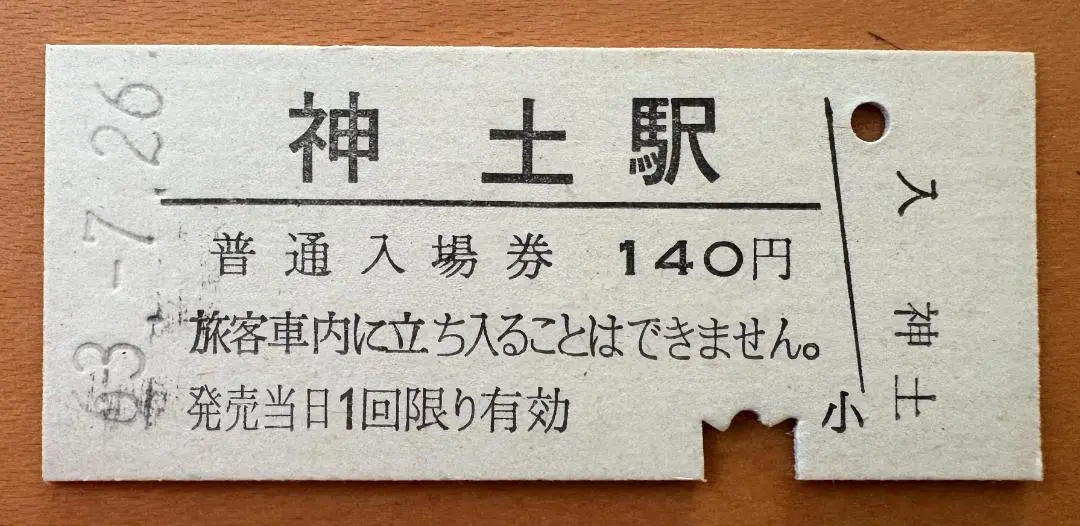 神土駅
普通入場券 140円
旅客車内に立ち入ることはできません。
発売当日1回限り有効
小
入 神土
63-7.26